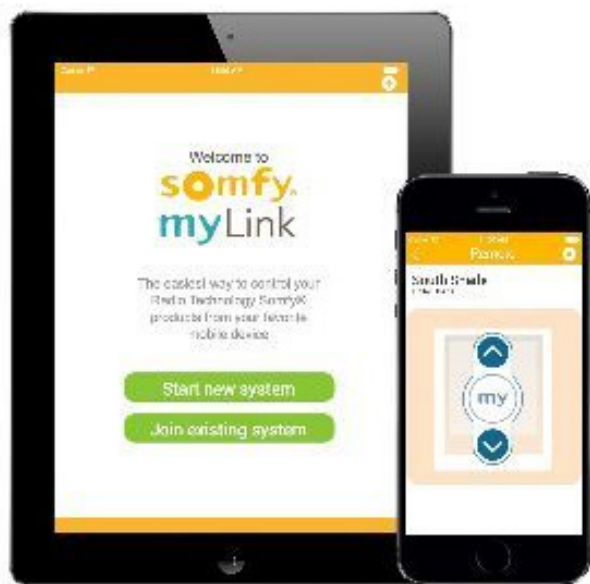 Welcome to
somfy®
myLink
The easiest way to control your
Radio Technology Somfy®
products from your favorite
mobile device
Start new system
Join existing system
Remote
South Shade
my